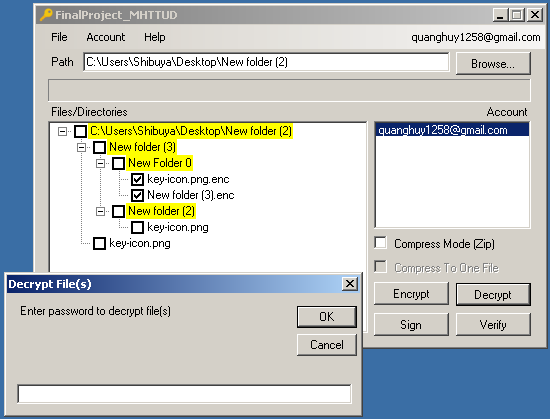 FinalProject_MHTTUD
File Account Help quanghuy1258@gmail.com
Path C:\Users\Shibuya\Desktop\New folder (2) Browse...
Files/Directories Account
C:\Users\Shibuya\Desktop\New folder (2)
New folder (3)
New Folder 0
key-icon.png.enc
New folder (3).enc
New folder (2)
key-icon.png
key-icon.png
quanghuy1258@gmail.com
Compress Mode (Zip)
Compress To One File
Encrypt Decrypt
Sign Verify
Decrypt File(s)
Enter password to decrypt file(s)
OK
Cancel